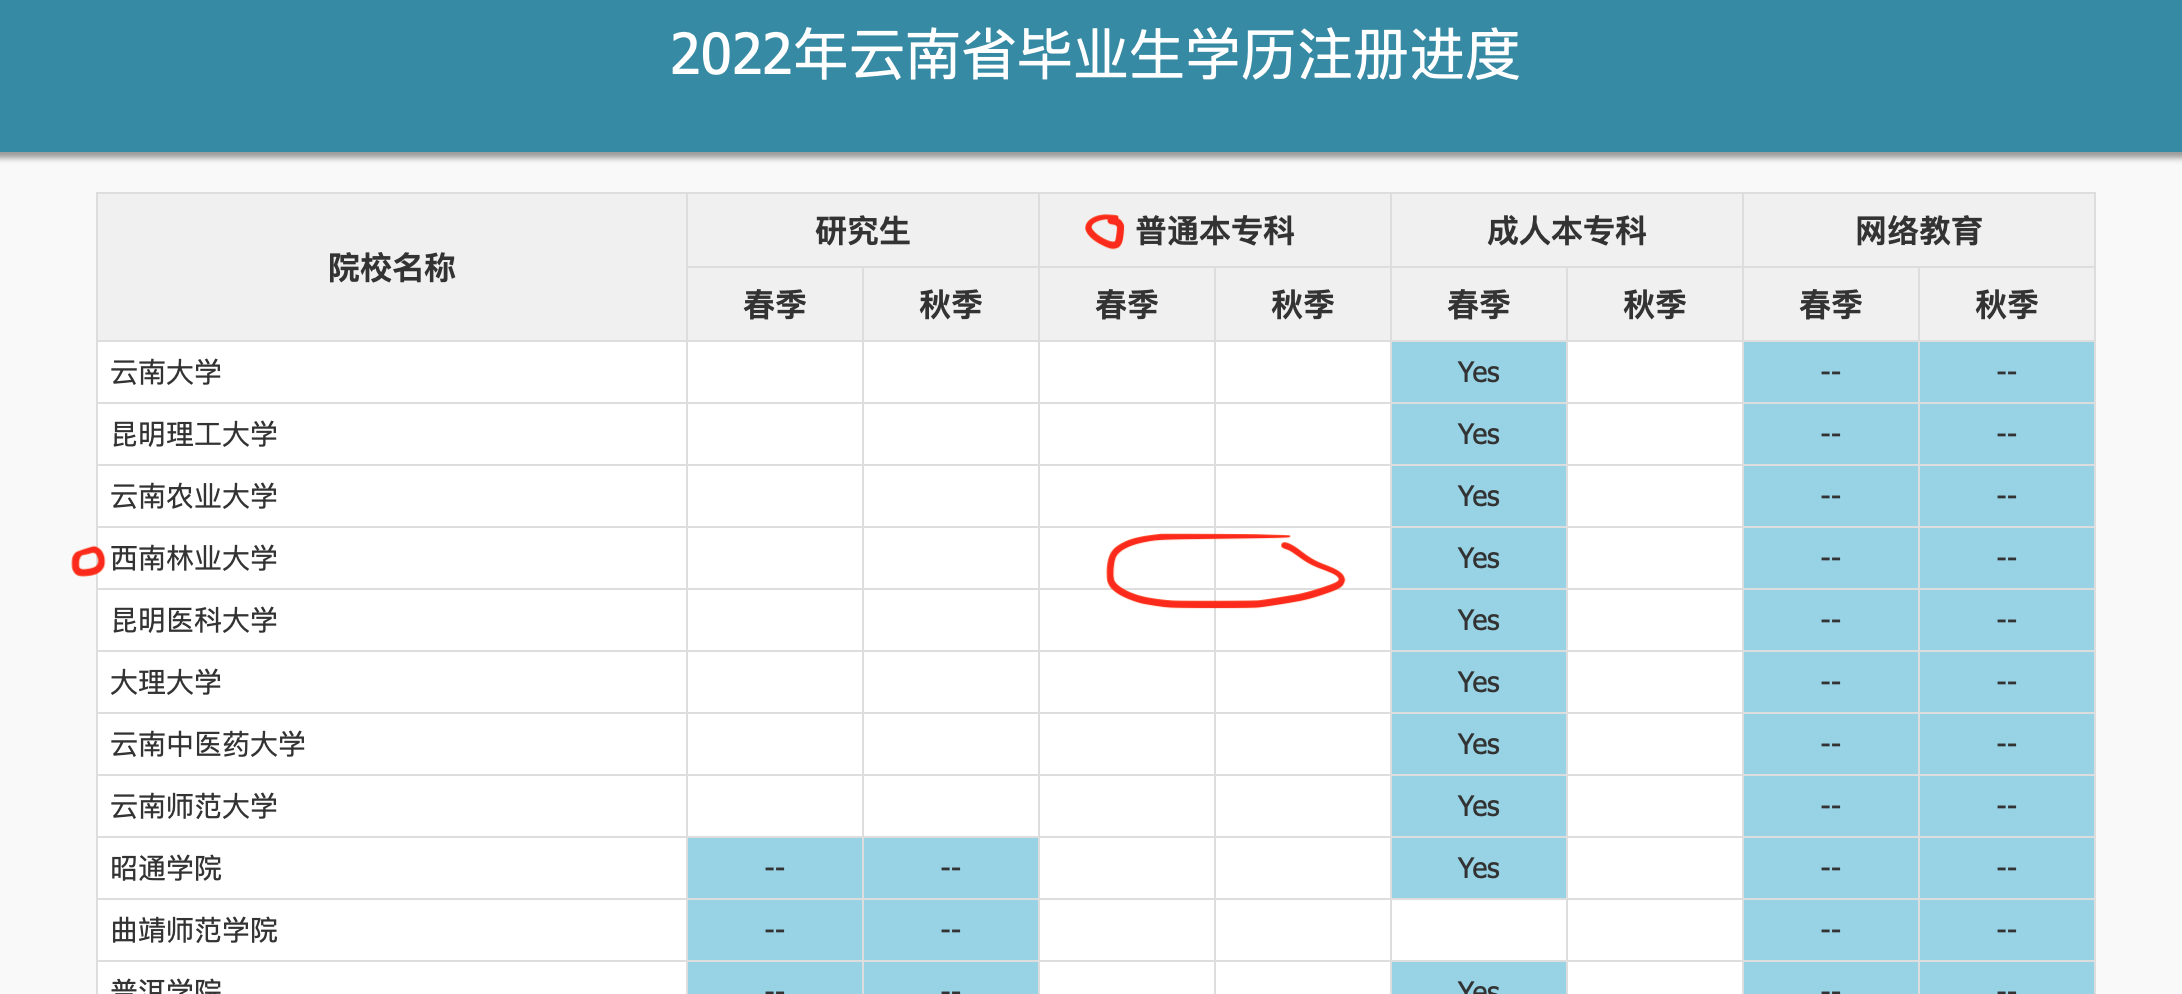 2022年云南省毕业生学历注册进度
院校名称 研究生 普通本专科 成人本专科 网络教育
春季 秋季 春季 秋季 春季 秋季 春季 秋季
云南大学 Yes -- --
昆明理工大学 Yes -- --
云南农业大学 Yes -- --
西南林业大学 Yes -- --
昆明医科大学 Yes -- --
大理大学 Yes -- --
云南中医药大学 Yes -- --
云南师范大学 Yes -- --
昭通学院 -- -- Yes -- --
曲靖师范学院 -- -- -- --
普洱学院 -- -- Yes -- --